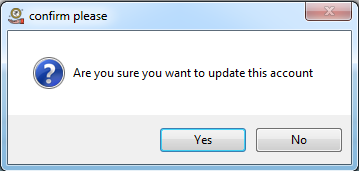 confirm please
Are you sure you want to update this account
Yes
No